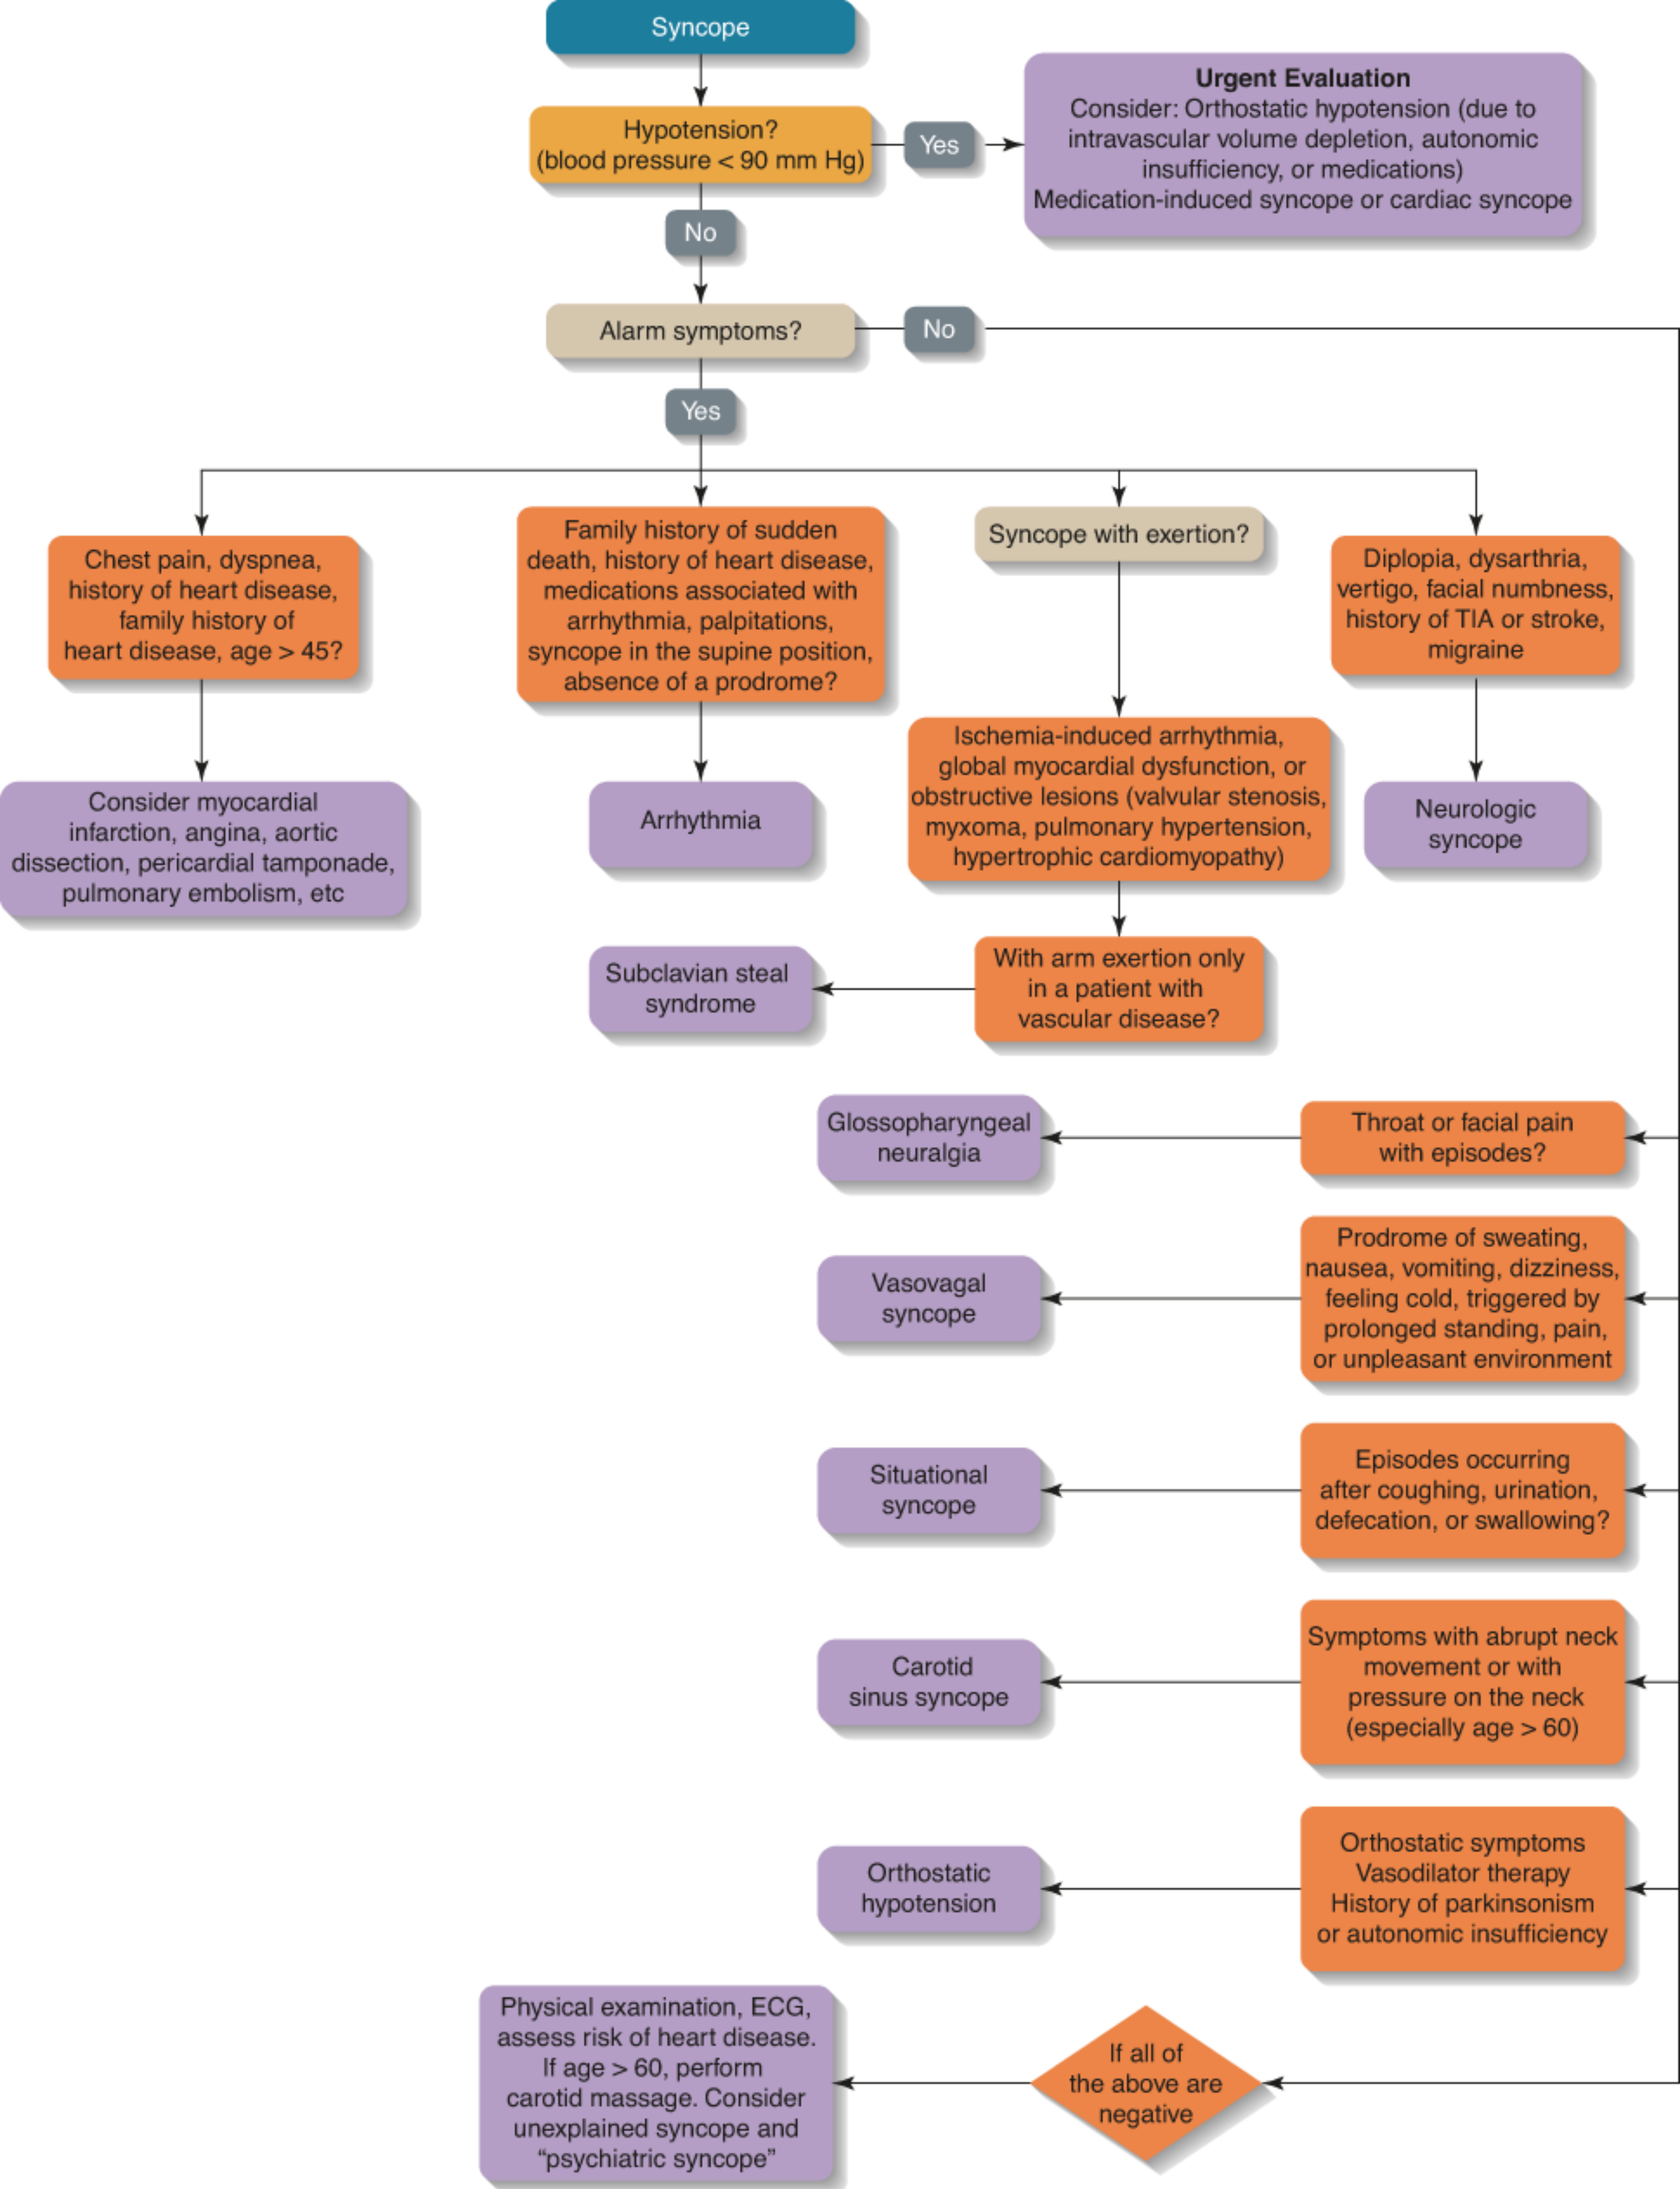 Syncope
Hypotension?
(blood pressure < 90 mm Hg)
Yes
Urgent Evaluation
Consider: Orthostatic hypotension (due to
intravascular volume depletion, autonomic
insufficiency, or medications)
Medication-induced syncope or cardiac syncope
No
Alarm symptoms?
No
Yes
Chest pain, dyspnea,
history of heart disease,
family history of
heart disease, age > 45?
Family history of sudden
death, history of heart disease,
medications associated with
arrhythmia, palpitations,
syncope in the supine position,
absence of a prodrome?
Syncope with exertion?
Diplopia, dysarthria,
vertigo, facial numbness,
history of TIA or stroke,
migraine
Consider myocardial
infarction, angina, aortic
dissection, pericardial tamponade,
pulmonary embolism, etc
Arrhythmia
Ischemia-induced arrhythmia,
global myocardial dysfunction, or
obstructive lesions (valvular stenosis,
myxoma, pulmonary hypertension,
hypertrophic cardiomyopathy)
Neurologic
syncope
Subclavian steal
syndrome
With arm exertion only
in a patient with
vascular disease?
Glossopharyngeal
neuralgia
Throat or facial pain
with episodes?
Vasovagal
syncope
Prodrome of sweating,
nausea, vomiting, dizziness,
feeling cold, triggered by
prolonged standing, pain,
or unpleasant environment
Situational
syncope
Episodes occurring
after coughing, urination,
defecation, or swallowing?
Carotid
sinus syncope
Symptoms with abrupt neck
movement or with
pressure on the neck
(especially age > 60)
Orthostatic
hypotension
Orthostatic symptoms
Vasodilator therapy
History of parkinsonism
or autonomic insufficiency
Physical examination, ECG,
assess risk of heart disease.
If age > 60, perform
carotid massage. Consider
unexplained syncope and
“psychiatric syncope”
If all of
the above are
negative